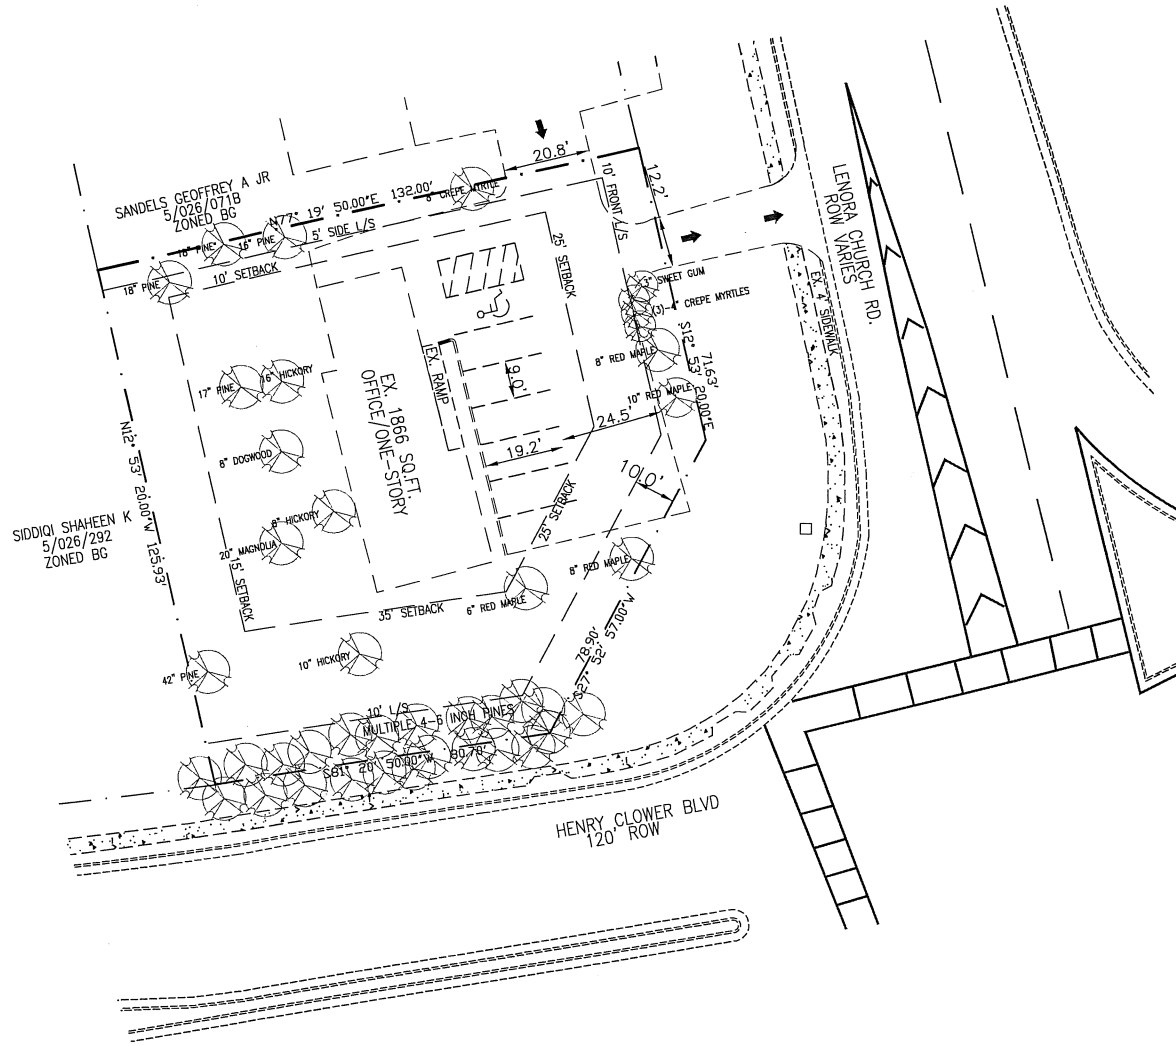 20.8'
SANDELS GEOFFREY A JR
5/026/071B
ZONED BG
N77° 19' 50.00"E 132.00'
8" CREPE MYRTLE
10' FRONT L/S
12.2'
LENORA CHURCH RD.
ROW VARIES
18" PINE
16" PINE
5' SIDE L/S
10' SETBACK
18" PINE
25' SETBACK
SWEET GUM
(3)-4" CREPE MYRTLES
EX. 4' SIDEWALK
S12° 53' 20.00"E
71.63'
8" RED MAPLE
10" RED MAPLE
EX. RAMP
9.0'
EX. 1866 SQ.FT.
OFFICE/ONE-STORY
17" PINE
16" HICKORY
24.5'
19.2'
10.0'
8" DOGWOOD
N12° 53' 20.00"W 125.93'
SIDDIQI SHAHEEN K
5/026/292
ZONED BG
8" HICKORY
20" MAGNOLIA
15' SETBACK
25' SETBACK
8" RED MAPLE
35' SETBACK
6" RED MAPLE
78.90'
S27° 52' 57.00"W
10" HICKORY
42" PINE
10' L/S
MULTIPLE 4-6 INCH PINES
S81° 20' 50.00"W 80.70'
HENRY CLOWER BLVD
120' ROW